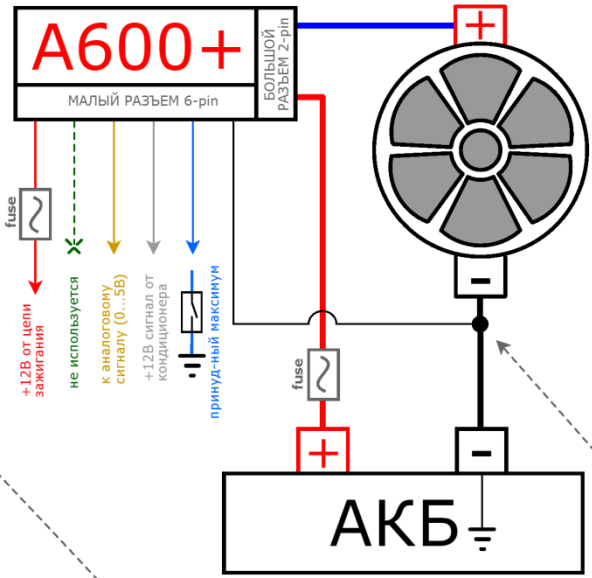 А600+
БОЛЬШОЙ
РАЗЪЕМ 2-pin
МАЛЫЙ РАЗЪЕМ 6-pin
+
-
fuse
+12В от цепи
зажигания
не используется
к аналоговому
сигналу (0...5В)
+12В сигнал от
кондиционера
принуд-ный максимум
fuse
+
-
АКБ